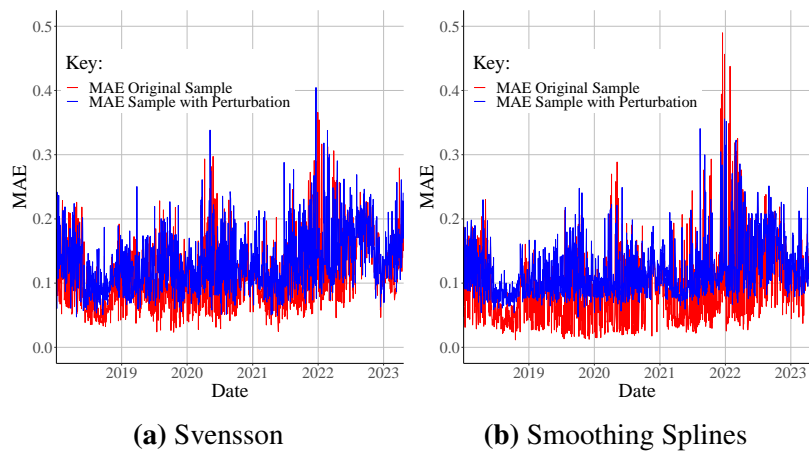 0.5
0.4
0.3
0.2
0.1
0.0
MAE
Key:
MAE Original Sample
MAE Sample with Perturbation
2019 2020 2021 2022 2023
Date
(a) Svensson
0.5
0.4
0.3
0.2
0.1
0.0
MAE
Key:
MAE Original Sample
MAE Sample with Perturbation
2019 2020 2021 2022 2023
Date
(b) Smoothing Splines